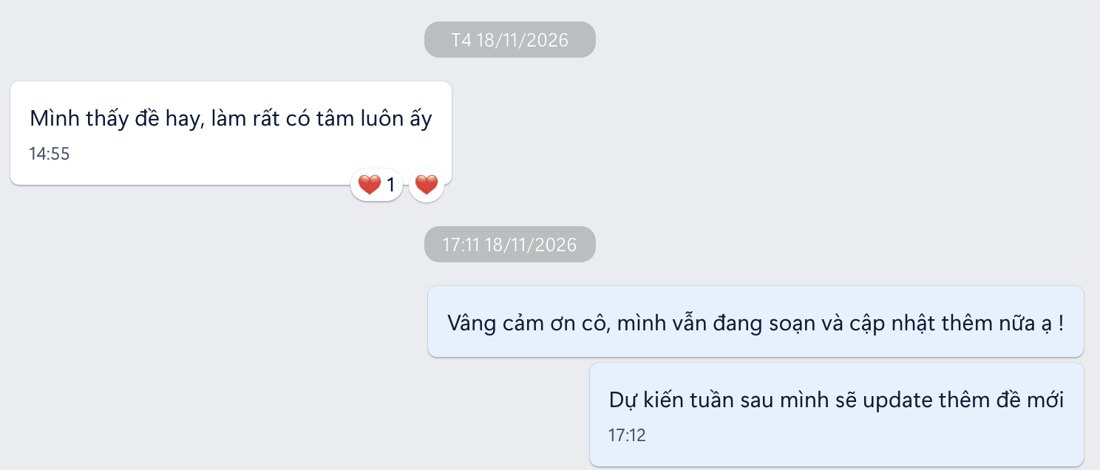 T4 18/11/2026
Mình thấy đề hay, làm rất có tâm luôn ấy
14:55
❤️ 1 ❤️
17:11 18/11/2026
Vâng cảm ơn cô, mình vẫn đang soạn và cập nhật thêm nữa ạ !
Dự kiến tuần sau mình sẽ update thêm đề mới
17:12